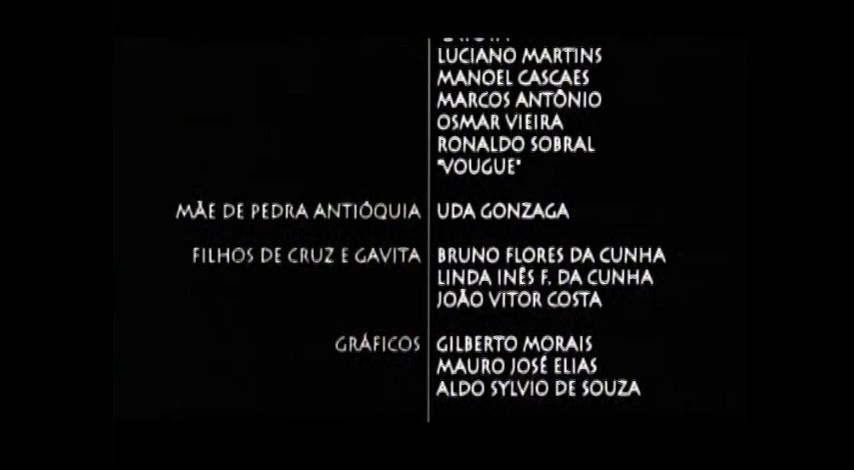 LUCIANO MARTINS
MANOEL CASCAES
MARCOS ANTÔNIO
OSMAR VIEIRA
RONALDO SOBRAL
"VOUGUE"
MÃE DE PEDRA ANTIÔQUIA UDA GONZAGA
FILHOS DE CRUZ E GAVITA BRUNO FLORES DA CUNHA
LINDA INÊS F. DA CUNHA
JOÃO VITOR COSTA
GRÁFICOS GILBERTO MORAIS
MAURO JOSÉ ELIAS
ALDO SYLVIO DE SOUZA